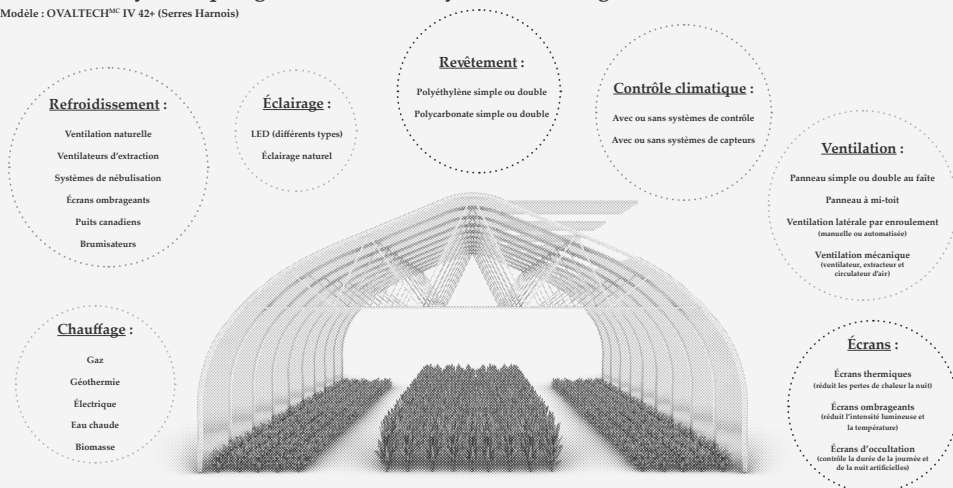 Modèle : OVALTECHᴹᶜ IV 42+ (Serres Harnois)
Revêtement :
Polyéthylène simple ou double
Polycarbonate simple ou double
Contrôle climatique :
Avec ou sans systèmes de contrôle
Avec ou sans systèmes de capteurs
Éclairage :
LED (différents types)
Éclairage naturel
Refroidissement :
Ventilation naturelle
Ventilateurs d'extraction
Systèmes de nébulisation
Écrans ombrageants
Puits canadiens
Brumisateurs
Ventilation :
Panneau simple ou double au faîte
Panneau à mi-toît
Ventilation latérale par enroulement
(manuelle ou automatisée)
Ventilation mécanique
(ventilateur, extracteur et
circulateur d'air)
Chauffage :
Gaz
Géothermie
Électrique
Eau chaude
Biomasse
Écrans :
Écrans thermiques
(réduit les pertes de chaleur la nuit)
Écrans ombrageants
(réduit l'intensité lumineuse et
la température)
Écrans d'occultation
(contrôle la durée de la journée et
de la nuit artificielles)